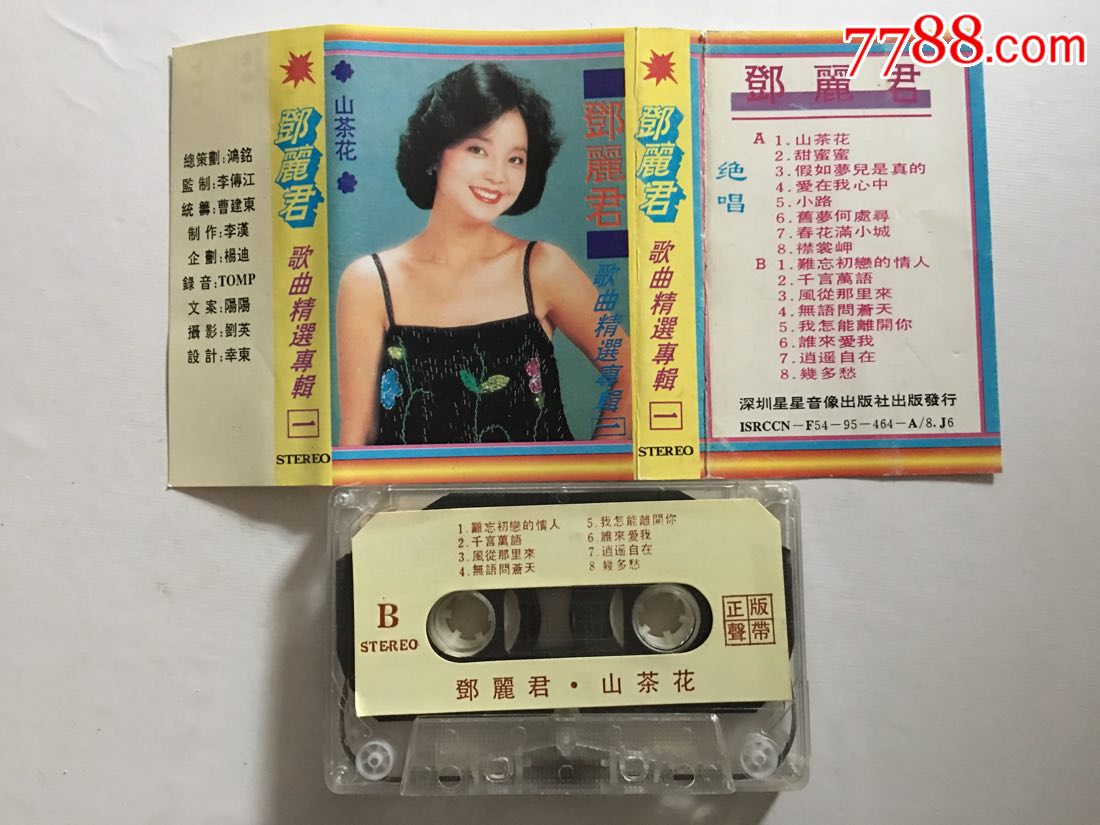 7788.com
總策劃:鴻銘
監制:李傳江
統籌:曹建東
制作:李漢
企劃:楊迪
錄音:TOMP
文案:陽陽
攝影:劉英
設計:幸東
鄧麗君
歌曲精選專輯
一
STEREO
山茶花
鄧麗君
歌曲精選專輯
一
鄧麗君
歌曲精選專輯
一
STEREO
鄧麗君
绝唱
A 1.山茶花
2.甜蜜蜜
3.假如夢兒是真的
4.愛在我心中
5.小路
6.舊夢何處尋
7.春花滿小城
8.襟裳岬
B 1.難忘初戀的情人
2.千言萬語
3.風從那里來
4.無語問蒼天
5.我怎能離開你
6.誰來愛我
7.逍遥自在
8.幾多愁
深圳星星音像出版社出版發行
ISRCCN-F54-95-464-A/8.J6
1.難忘初戀的情人
2.千言萬語
3.風從那里來
4.無語問蒼天
5.我怎能離開你
6.誰來愛我
7.逍遥自在
8 幾多愁
B
STEREO
正版
聲帶
鄧麗君·山茶花